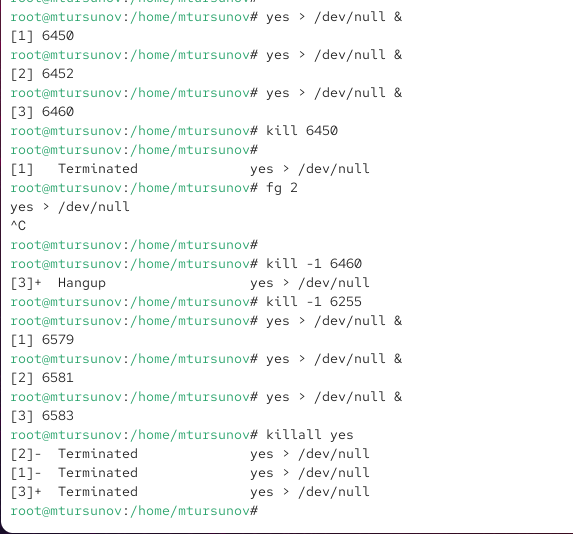 root@mtursunov:/home/mtursunov# yes > /dev/null &
[1] 6450
root@mtursunov:/home/mtursunov# yes > /dev/null &
[2] 6452
root@mtursunov:/home/mtursunov# yes > /dev/null &
[3] 6460
root@mtursunov:/home/mtursunov# kill 6450
root@mtursunov:/home/mtursunov#
[1]   Terminated              yes > /dev/null
root@mtursunov:/home/mtursunov# fg 2
yes > /dev/null
^C
root@mtursunov:/home/mtursunov#
root@mtursunov:/home/mtursunov# kill -1 6460
[3]+  Hangup                  yes > /dev/null
root@mtursunov:/home/mtursunov# kill -1 6255
root@mtursunov:/home/mtursunov# yes > /dev/null &
[1] 6579
root@mtursunov:/home/mtursunov# yes > /dev/null &
[2] 6581
root@mtursunov:/home/mtursunov# yes > /dev/null &
[3] 6583
root@mtursunov:/home/mtursunov# killall yes
[2]-  Terminated              yes > /dev/null
[1]-  Terminated              yes > /dev/null
[3]+  Terminated              yes > /dev/null
root@mtursunov:/home/mtursunov#